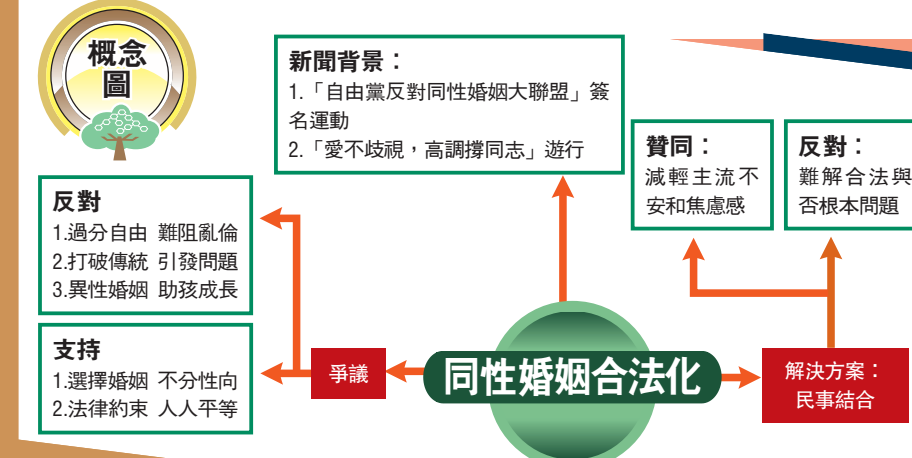 概念
圖
新聞背景：
1.「自由黨反對同性婚姻大聯盟」簽
名運動
2.「愛不歧視，高調撐同志」遊行
贊同：
減輕主流不
安和焦慮感
反對：
難解合法與
否根本問題
反對
1.過分自由 難阻亂倫
2.打破傳統 引發問題
3.異性婚姻 助孩成長
支持
1.選擇婚姻 不分性向
2.法律約束 人人平等
爭議
同性婚姻合法化
解決方案：
民事結合